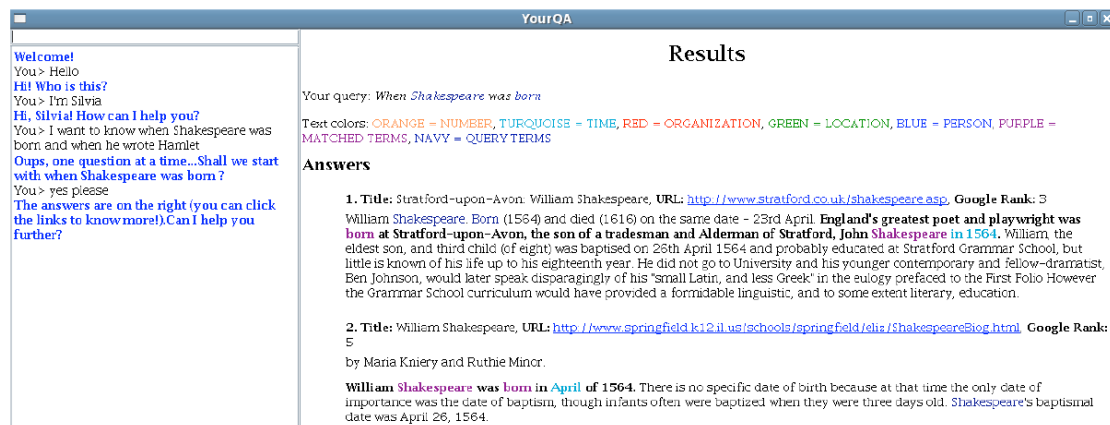 YourQA
Welcome!
You> Hello
Hi! Who is this?
You> I'm Silvia
Hi, Silvia! How can I help you?
You> I want to know when Shakespeare was
born and when he wrote Hamlet
Oups, one question at a time...Shall we start
with when Shakespeare was born ?
You> yes please
The answers are on the right (you can click
the links to know more!).Can I help you
further?
Results
Your query: When Shakespeare was born
Text colors: ORANGE = NUMBER, TURQUOISE = TIME, RED = ORGANIZATION, GREEN = LOCATION, BLUE = PERSON, PURPLE =
MATCHED TERMS, NAVY = QUERY TERMS
Answers
1. Title: Stratford-upon-Avon: William Shakespeare, URL: http://www.stratford.co.uk/shakespeare.asp, Google Rank: 3
William Shakespeare. Born (1564) and died (1616) on the same date - 23rd April. England's greatest poet and playwright was
born at Stratford-upon-Avon, the son of a tradesman and Alderman of Stratford, John Shakespeare in 1564. William, the
eldest son, and third child (of eight) was baptised on 26th April 1564 and probably educated at Stratford Grammar School, but
little is known of his life up to his eighteenth year. He did not go to University and his younger contemporary and fellow-dramatist,
Ben Johnson, would later speak disparagingly of his "small Latin, and less Greek" in the eulogy prefaced to the First Folio However
the Grammar School curriculum would have provided a formidable linguistic, and to some extent literary, education.
2. Title: William Shakespeare, URL: http://www.springfield.k12.il.us/schools/springfield/eliz/ShakespeareBiog.html, Google Rank:
5
by Maria Kniery and Ruthie Minor.
William Shakespeare was born in April of 1564. There is no specific date of birth because at that time the only date of
importance was the date of baptism, though infants often were baptized when they were three days old. Shakespeare's baptismal
date was April 26, 1564.